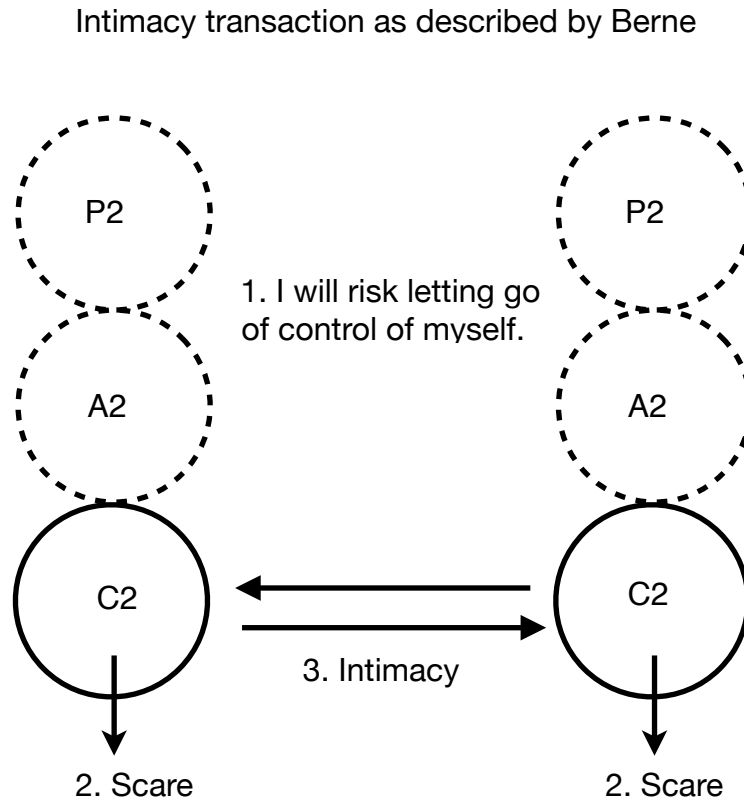 Intimacy transaction as described by Berne
P2
P2
1. I will risk letting go
of control of myself.
A2
A2
C2
C2
3. Intimacy
2. Scare
2. Scare